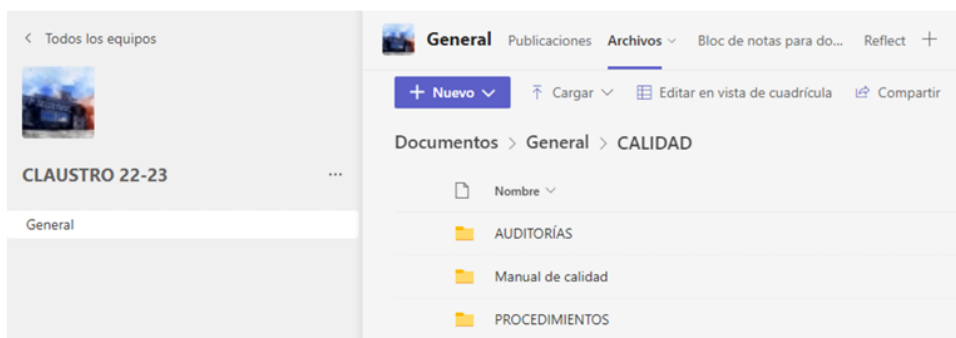 Todos los equipos
CLAUSTRO 22-23
...
General
General Publicaciones Archivos Bloc de notas para do... Reflect
Nuevo Cargar Editar en vista de cuadrícula Compartir
Documentos > General > CALIDAD
Nombre
AUDITORÍAS
Manual de calidad
PROCEDIMIENTOS